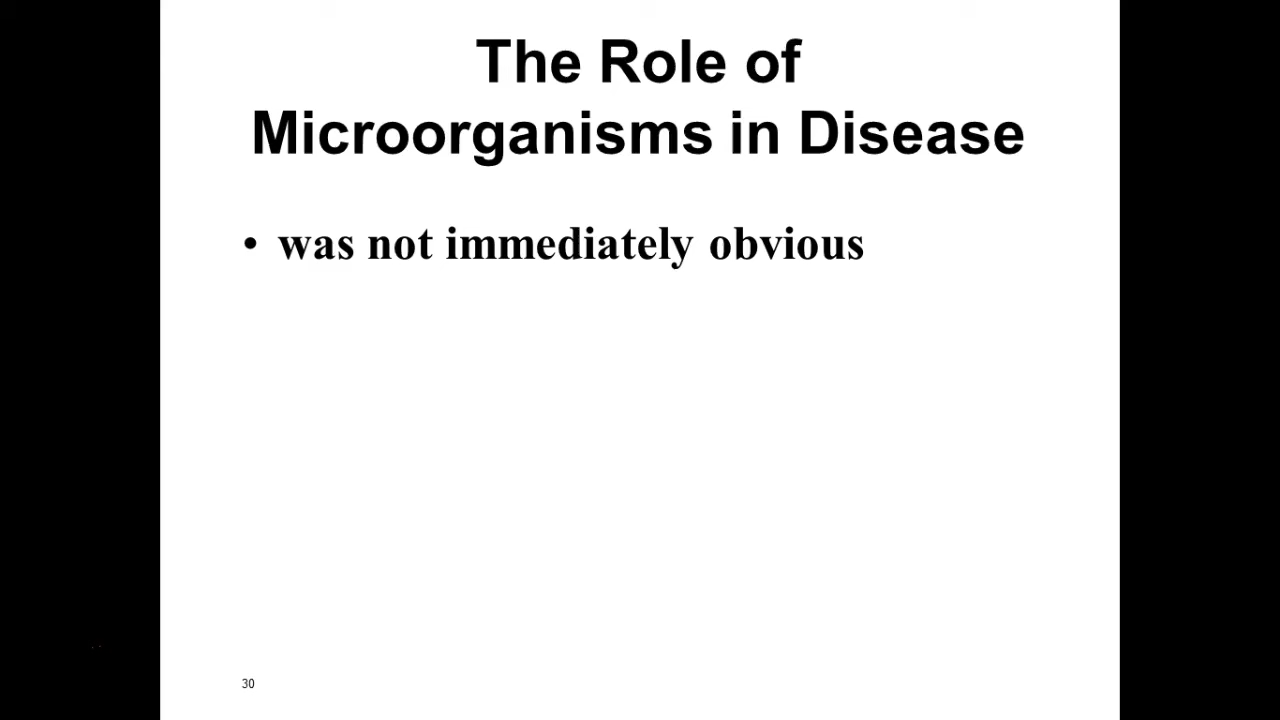 The Role of
Microorganisms in Disease
• was not immediately obvious
30